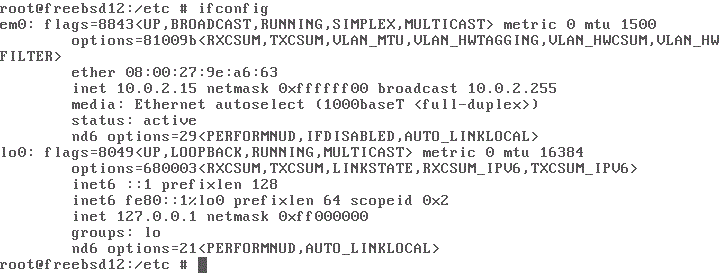 root@freebsd12:/etc # ifconfig
em0: flags=8843<UP,BROADCAST,RUNNING,SIMPLEX,MULTICAST> metric 0 mtu 1500
options=81009b<RXCSUM,TXCSUM,VLAN_MTU,VLAN_HWTAGGING,VLAN_HWCSUM,VLAN_HW
FILTER>
ether 08:00:27:9e:a6:63
inet 10.0.2.15 netmask 0xffffff00 broadcast 10.0.2.255
media: Ethernet autoselect (1000baseT <full-duplex>)
status: active
nd6 options=29<PERFORMNUD,IFDISABLED,AUTO_LINKLOCAL>
lo0: flags=8049<UP,LOOPBACK,RUNNING,MULTICAST> metric 0 mtu 16384
options=680003<RXCSUM,TXCSUM,LINKSTATE,RXCSUM_IPV6,TXCSUM_IPV6>
inet6 ::1 prefixlen 128
inet6 fe80::1%lo0 prefixlen 64 scopeid 0x2
inet 127.0.0.1 netmask 0xff000000
groups: lo
nd6 options=21<PERFORMNUD,AUTO_LINKLOCAL>
root@freebsd12:/etc #